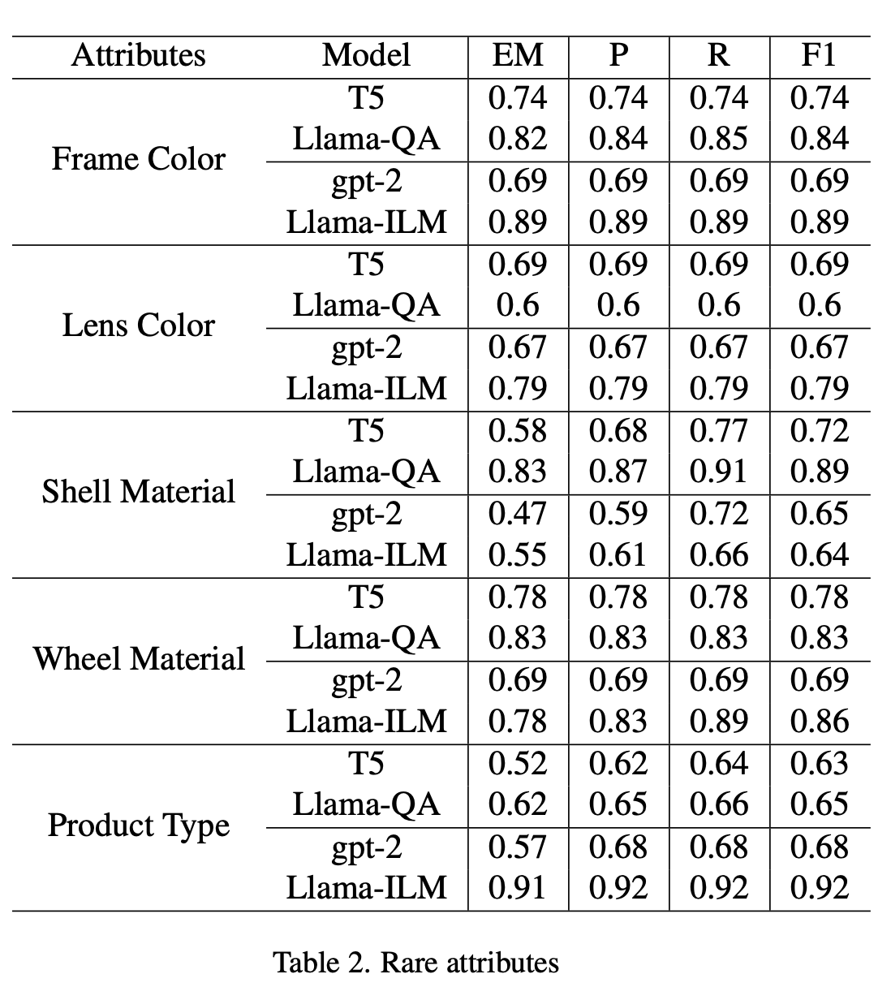 Attributes Model EM P R F1
T5 0.74 0.74 0.74 0.74
Llama-QA 0.82 0.84 0.85 0.84
Frame Color
gpt-2 0.69 0.69 0.69 0.69
Llama-ILM 0.89 0.89 0.89 0.89
T5 0.69 0.69 0.69 0.69
Llama-QA 0.6 0.6 0.6 0.6
Lens Color
gpt-2 0.67 0.67 0.67 0.67
Llama-ILM 0.79 0.79 0.79 0.79
T5 0.58 0.68 0.77 0.72
Llama-QA 0.83 0.87 0.91 0.89
Shell Material
gpt-2 0.47 0.59 0.72 0.65
Llama-ILM 0.55 0.61 0.66 0.64
T5 0.78 0.78 0.78 0.78
Llama-QA 0.83 0.83 0.83 0.83
Wheel Material
gpt-2 0.69 0.69 0.69 0.69
Llama-ILM 0.78 0.83 0.89 0.86
T5 0.52 0.62 0.64 0.63
Llama-QA 0.62 0.65 0.66 0.65
Product Type
gpt-2 0.57 0.68 0.68 0.68
Llama-ILM 0.91 0.92 0.92 0.92
Table 2. Rare attributes